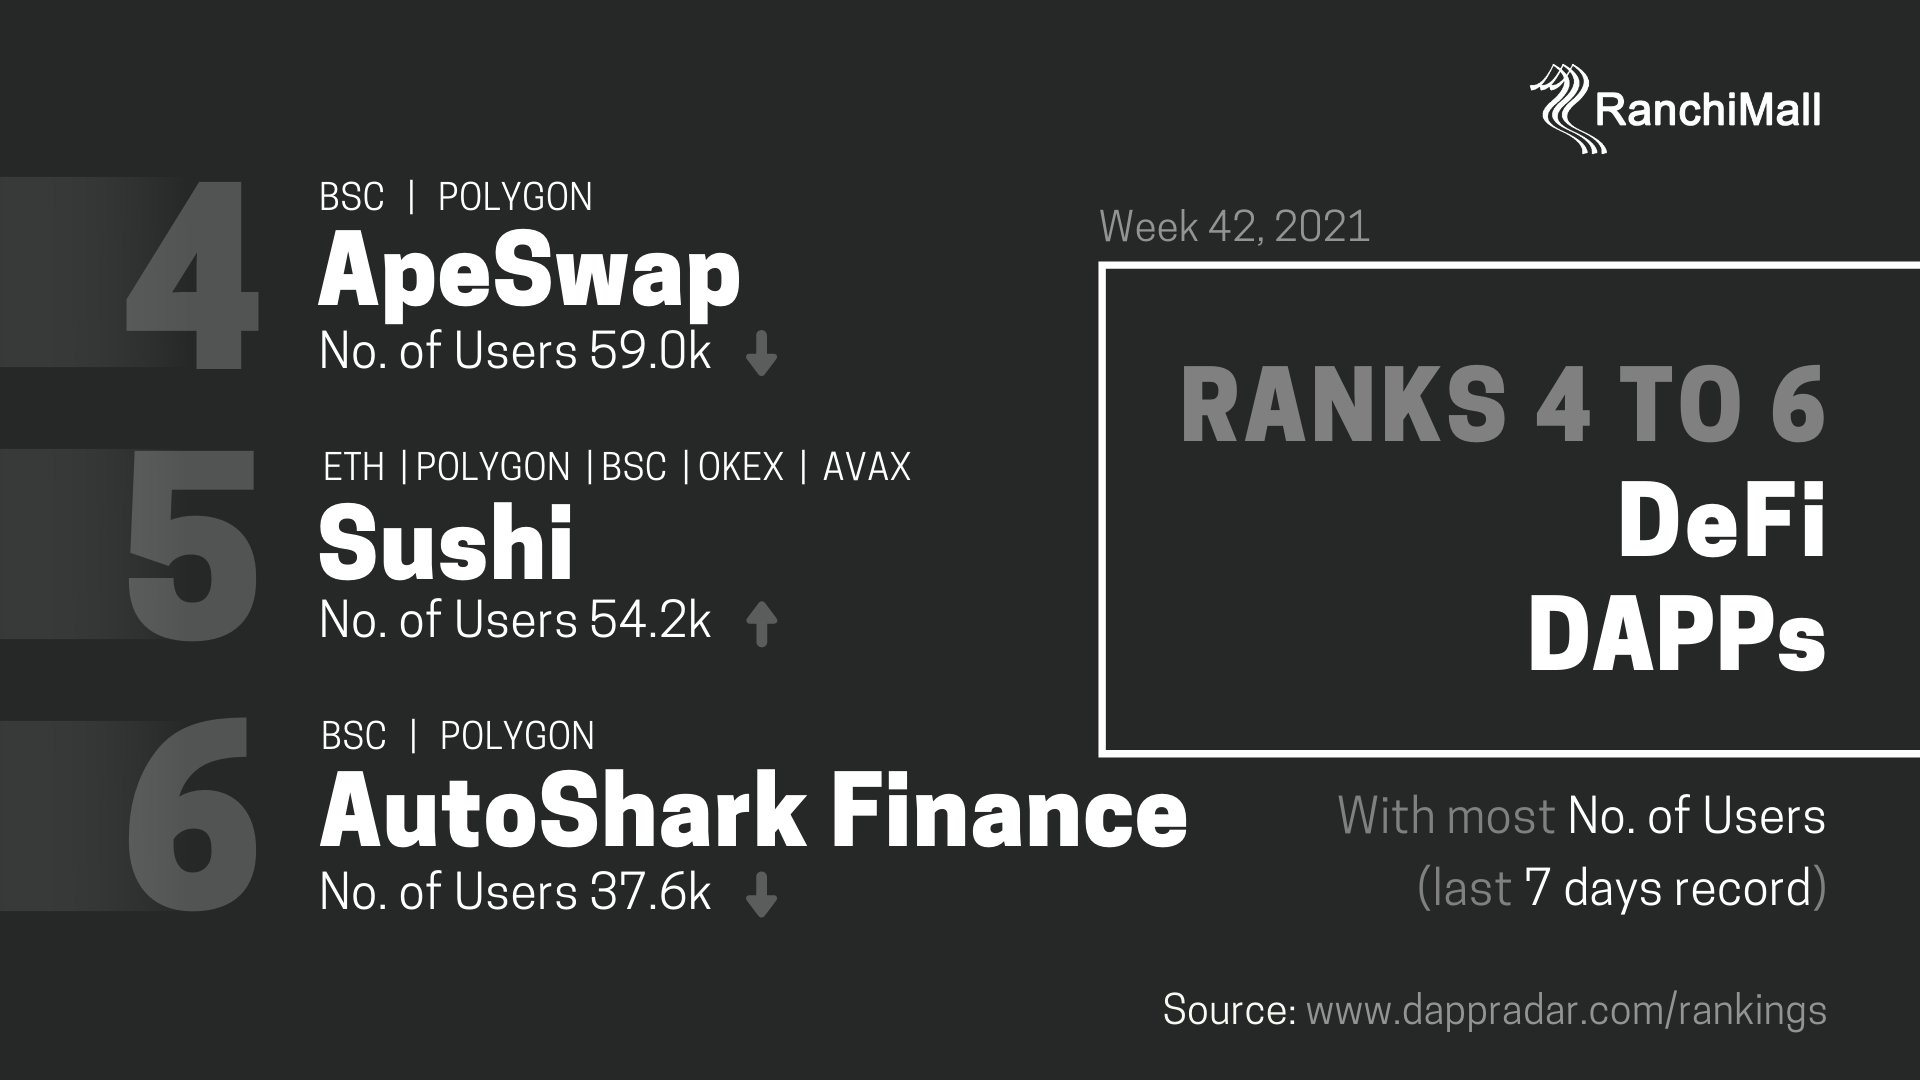 RanchiMall
4
BSC | POLYGON
ApeSwap
No. of Users 59.0k
5
ETH | POLYGON | BSC | OKEX | AVAX
Sushi
No. of Users 54.2k
6
BSC | POLYGON
AutoShark Finance
No. of Users 37.6k
Week 42, 2021
RANKS 4 TO 6
DeFi
DAPPs
With most No. of Users
(last 7 days record)
Source: www.dappradar.com/rankings